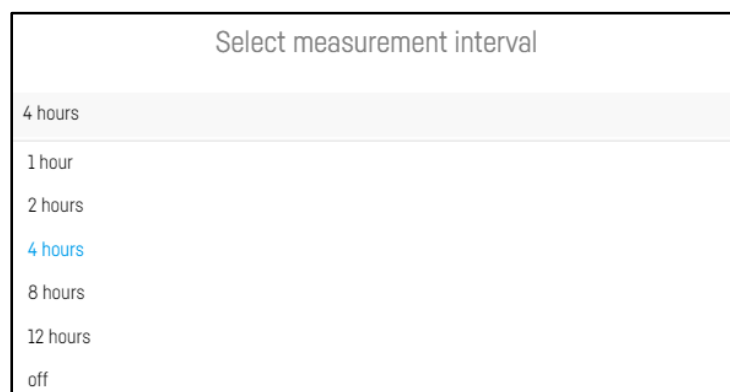 Select measurement interval
4 hours
1 hour
2 hours
4 hours
8 hours
12 hours
off